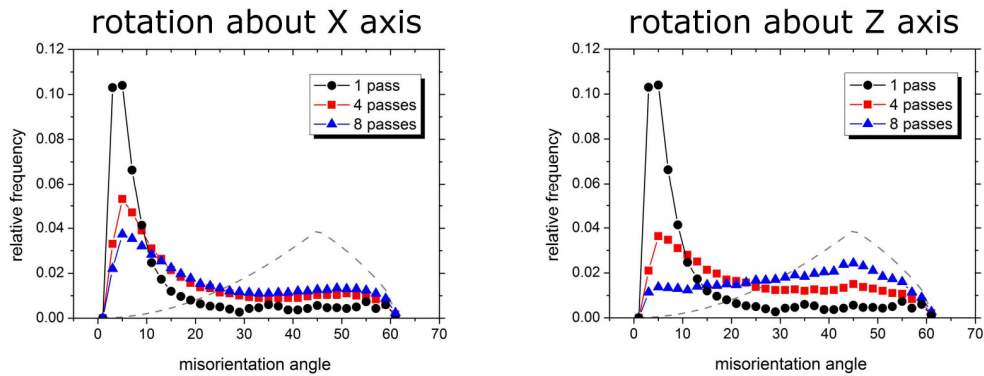 rotation about X axis
0.12
0.10
0.08
0.06
0.04
0.02
0.00
relative frequency
1 pass
4 passes
8 passes
0 10 20 30 40 50 60 70
misorientation angle
rotation about Z axis
0.12
0.10
0.08
0.06
0.04
0.02
0.00
relative frequency
1 pass
4 passes
8 passes
0 10 20 30 40 50 60 70
misorientation angle